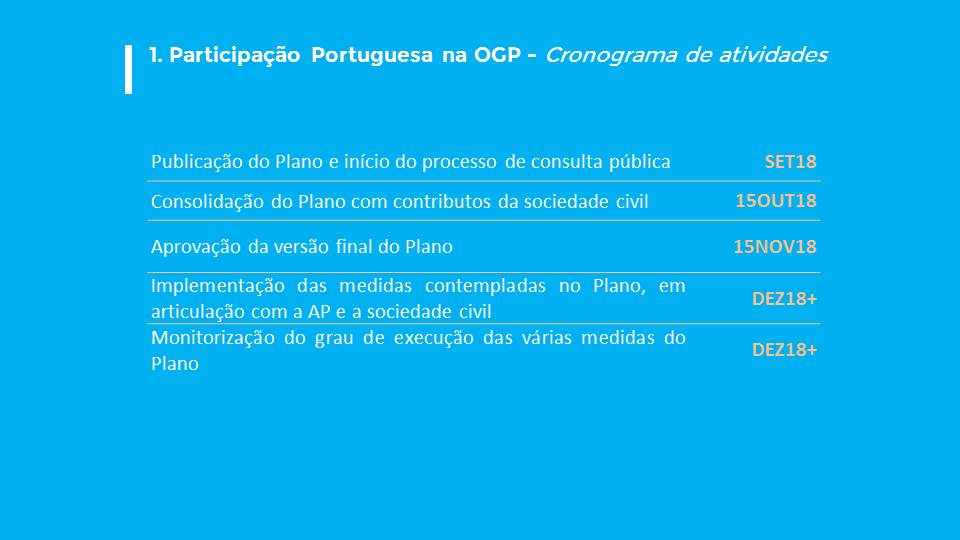 1. Participação Portuguesa na OGP – Cronograma de atividades
Publicação do Plano e início do processo de consulta pública SET18
Consolidação do Plano com contributos da sociedade civil 15OUT18
Aprovação da versão final do Plano 15NOV18
Implementação das medidas contempladas no Plano, em
articulação com a AP e a sociedade civil DEZ18+
Monitorização do grau de execução das várias medidas do
Plano DEZ18+